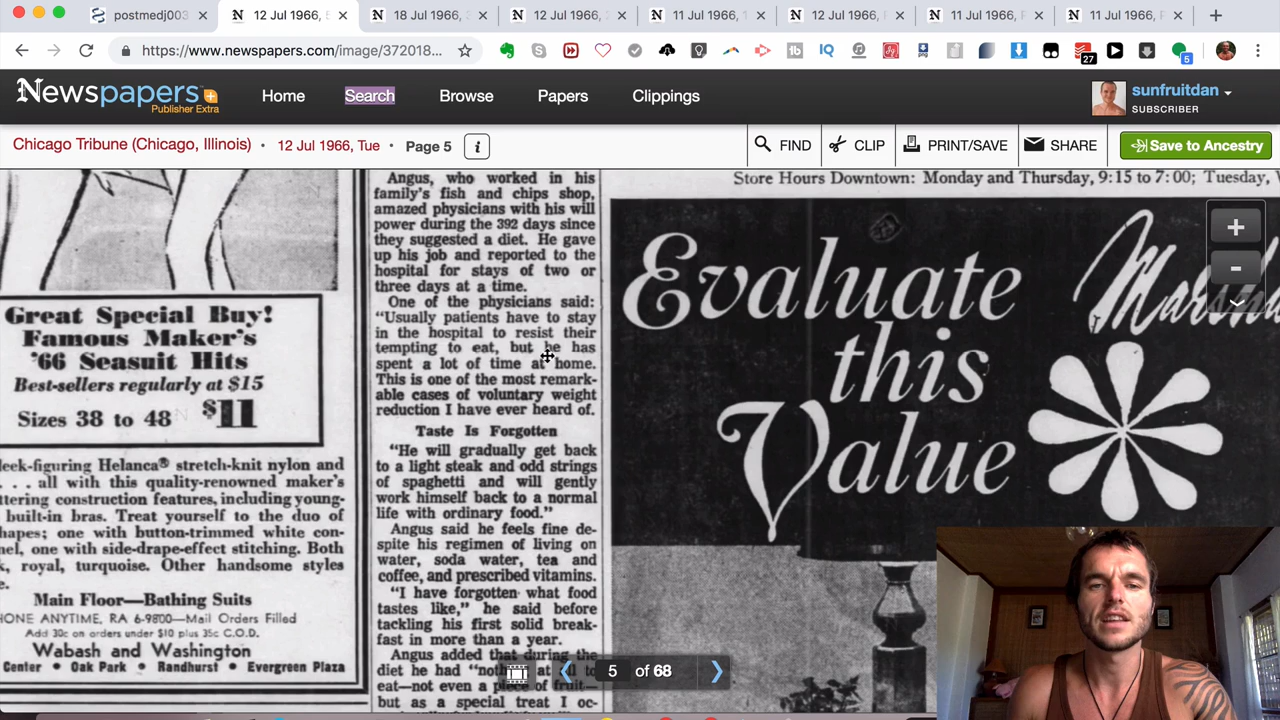 postmedj003
12 Jul 1966,
18 Jul 1966,
12 Jul 1966,
11 Jul 1966,
12 Jul 1966,
11 Jul 1966,
11 Jul 1966,
https://www.newspapers.com/image/372018...
27
5
Newspapers
Publisher Extra
Home
Search
Browse
Papers
Clippings
sunfruitdan
SUBSCRIBER
Chicago Tribune (Chicago, Illinois) · 12 Jul 1966, Tue · Page 5
FIND
CLIP
PRINT/SAVE
SHARE
Save to Ancestry
Great Special Buy!
Famous Maker's
'66 Seasuit Hits
Best-sellers regularly at $15
Sizes 38 to 48 $11
leek-figuring Helanca® stretch-knit nylon and
. . . all with this quality-renowned maker's
ttering construction features, including young-
built-in bras. Treat yourself to the duo of
hapes; one with button-trimmed white con-
nel, one with side-drape-effect stitching. Both
k, royal, turquoise. Other handsome styles
e.
Main Floor—Bathing Suits
HONE ANYTIME, RA 6-9800—Mail Orders Filled
Add 30c on orders under $10 plus 35c C.O.D.
Wabash and Washington
Center • Oak Park • Randhurst • Evergreen Plaza
Angus, who worked in his
family's fish and chips shop,
amazed physicians with his will
power during the 392 days since
they suggested a diet. He gave
up his job and reported to the
hospital for stays of two or
three days at a time.
One of the physicians said:
"Usually patients have to stay
in the hospital to resist their
tempting to eat, but he has
spent a lot of time at home.
This is one of the most remark-
able cases of voluntary weight
reduction I have ever heard of.
Taste Is Forgotten
"He will gradually get back
to a light steak and odd strings
of spaghetti and will gently
work himself back to a normal
life with ordinary food."
Angus said he feels fine de-
spite his regimen of living on
water, soda water, tea and
coffee, and prescribed vitamins.
"I have forgotten what food
tastes like," he said before
tackling his first solid break-
fast in more than a year.
Angus added that during the
diet he had "nothing at all to
eat—not even a piece of fruit—
but as a special treat I oc-
Store Hours Downtown: Monday and Thursday, 9:15 to 7:00; Tuesday,
Evaluate
this
Value
5 of 68